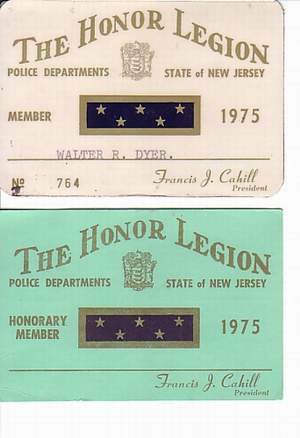 THE HONOR LEGION
POLICE DEPARTMENTS STATE OF NEW JERSEY
MEMBER 1975
WALTER R. DYER.
No 764
Francis J. Cahill
President
THE HONOR LEGION
POLICE DEPARTMENTS STATE OF NEW JERSEY
HONORARY MEMBER 1975
Francis J. Cahill
President